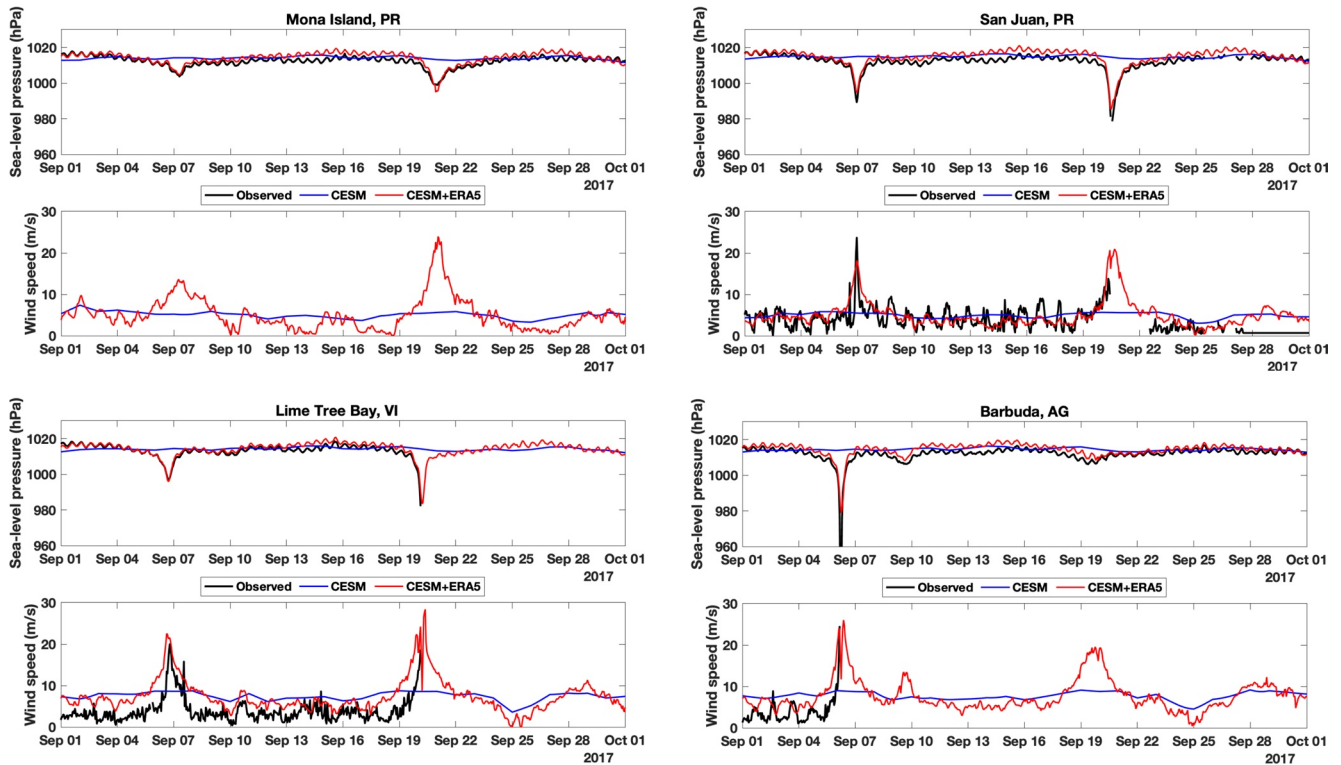 Mona Island, PR
Sea-level pressure (hPa)
1020
1000
980
960
Sep 01 Sep 04 Sep 07 Sep 10 Sep 13 Sep 16 Sep 19 Sep 22 Sep 25 Sep 28 Oct 01
2017
Observed CESM CESM+ERA5
Wind speed (m/s)
30
20
10
0
Sep 01 Sep 04 Sep 07 Sep 10 Sep 13 Sep 16 Sep 19 Sep 22 Sep 25 Sep 28 Oct 01
2017
San Juan, PR
Sea-level pressure (hPa)
1020
1000
980
960
Sep 01 Sep 04 Sep 07 Sep 10 Sep 13 Sep 16 Sep 19 Sep 22 Sep 25 Sep 28 Oct 01
2017
Observed CESM CESM+ERA5
Wind speed (m/s)
30
20
10
0
Sep 01 Sep 04 Sep 07 Sep 10 Sep 13 Sep 16 Sep 19 Sep 22 Sep 25 Sep 28 Oct 01
2017
Lime Tree Bay, VI
Sea-level pressure (hPa)
1020
1000
980
960
Sep 01 Sep 04 Sep 07 Sep 10 Sep 13 Sep 16 Sep 19 Sep 22 Sep 25 Sep 28 Oct 01
2017
Observed CESM CESM+ERA5
Wind speed (m/s)
30
20
10
0
Sep 01 Sep 04 Sep 07 Sep 10 Sep 13 Sep 16 Sep 19 Sep 22 Sep 25 Sep 28 Oct 01
2017
Barbuda, AG
Sea-level pressure (hPa)
1020
1000
980
960
Sep 01 Sep 04 Sep 07 Sep 10 Sep 13 Sep 16 Sep 19 Sep 22 Sep 25 Sep 28 Oct 01
2017
Observed CESM CESM+ERA5
Wind speed (m/s)
30
20
10
0
Sep 01 Sep 04 Sep 07 Sep 10 Sep 13 Sep 16 Sep 19 Sep 22 Sep 25 Sep 28 Oct 01
2017